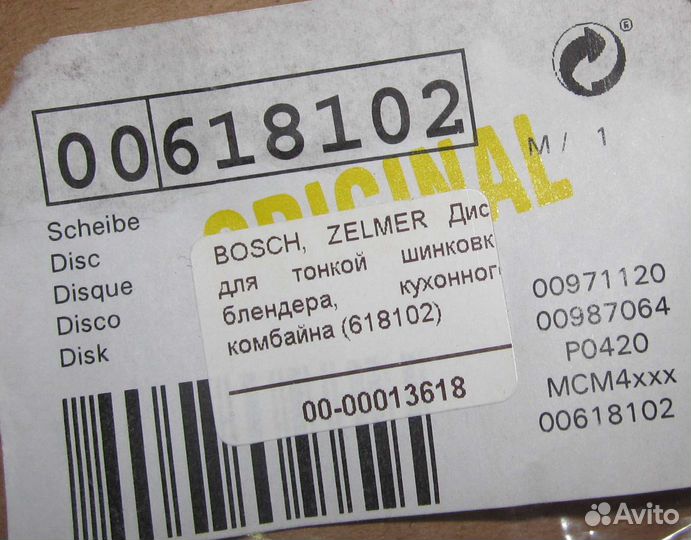 00618102
M/ 1
ORIGINAL
Scheibe
Disc
Disque
Disco
Disk
BOSCH, ZELMER Дис
для тонкой шинковк
блендера, кухонног
комбайна (618102)
00-00013618
00971120
00987064
P0420
MCM4xxx
00618102
Avito